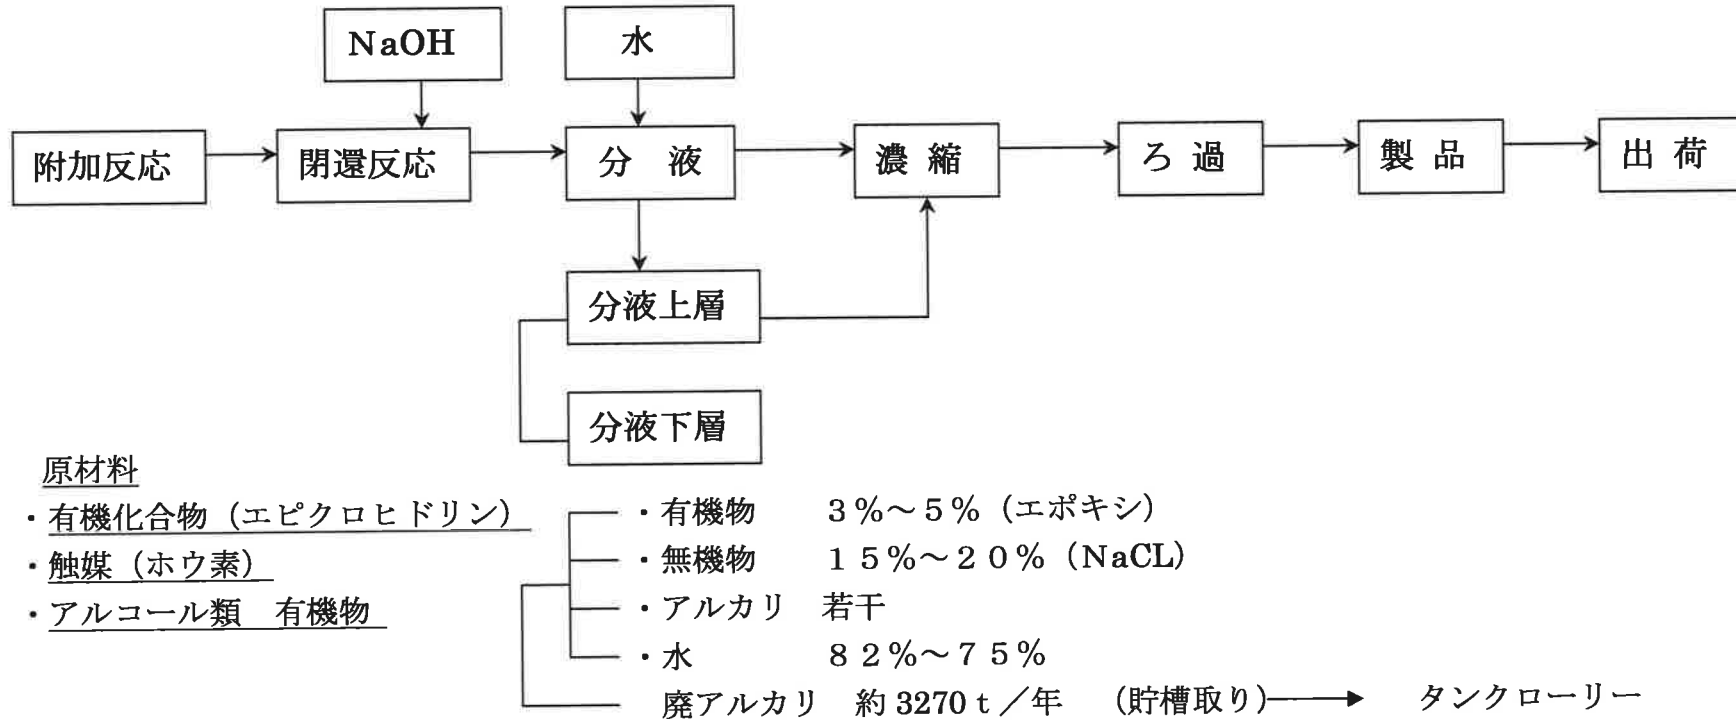 NaOH
水
附加反応
閉還反応
分　液
濃 縮
ろ 過
製 品
出 荷
分液上層
分液下層
原材料
・有機化合物（エピクロヒドリン）
・触媒（ホウ素）
・アルコール類　有機物
・有機物　　３％～５％（エポキシ）
・無機物　　１５％～２０％（NaCL）
・アルカリ　若干
・水　　　　８２％～７５％
廃アルカリ　約 3270ｔ／年　（貯槽取り）　タンクローリー